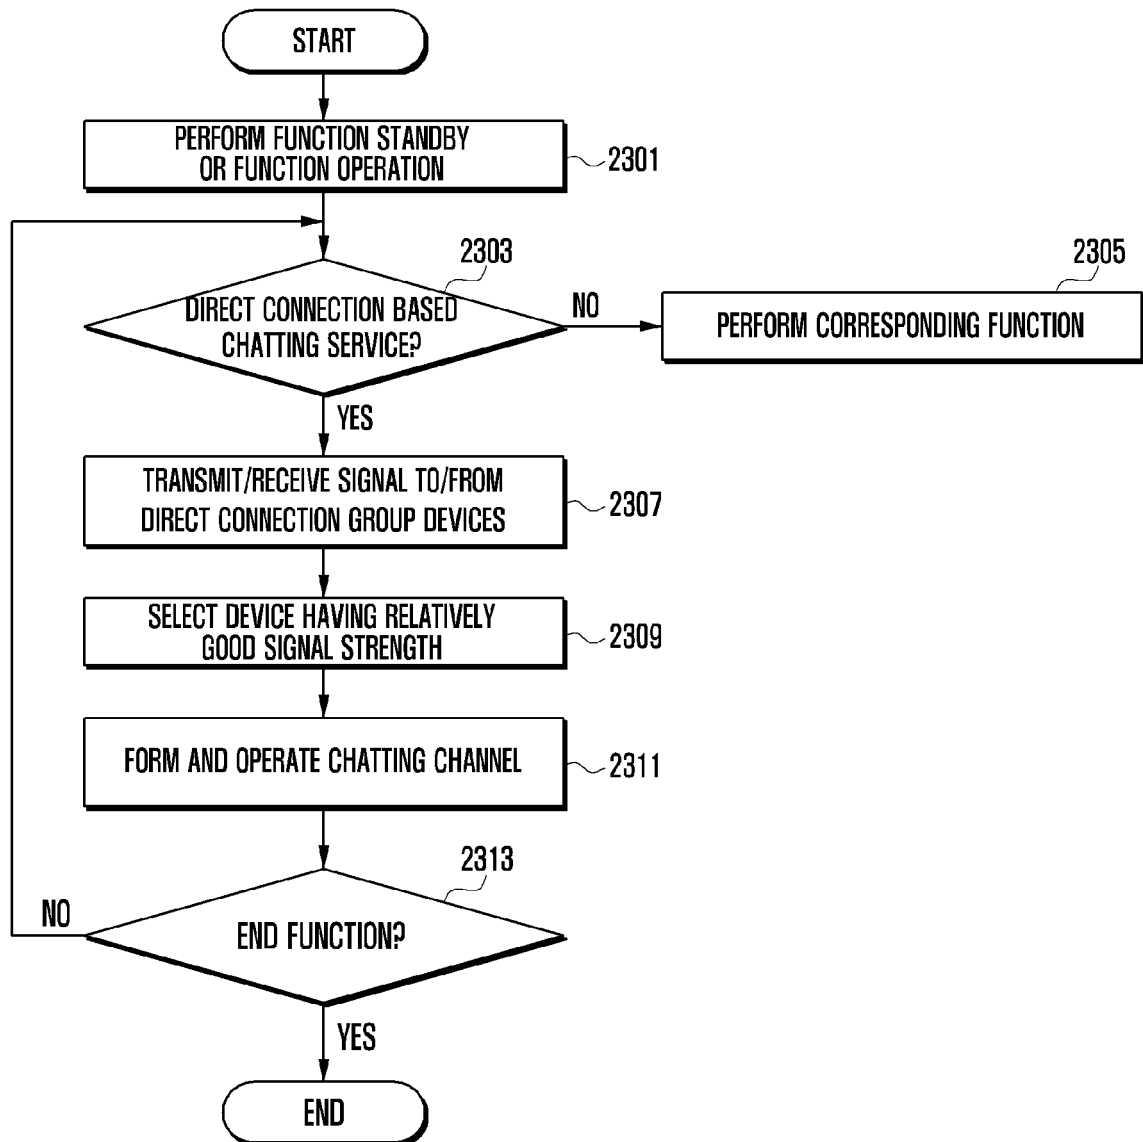 START
PERFORM FUNCTION STANDBY
OR FUNCTION OPERATION
2301
2303
DIRECT CONNECTION BASED
CHATTING SERVICE?
NO
2305
PERFORM CORRESPONDING FUNCTION
YES
TRANSMIT/RECEIVE SIGNAL TO/FROM
DIRECT CONNECTION GROUP DEVICES
2307
SELECT DEVICE HAVING RELATIVELY
GOOD SIGNAL STRENGTH
2309
FORM AND OPERATE CHATTING CHANNEL
2311
2313
NO
END FUNCTION?
YES
END